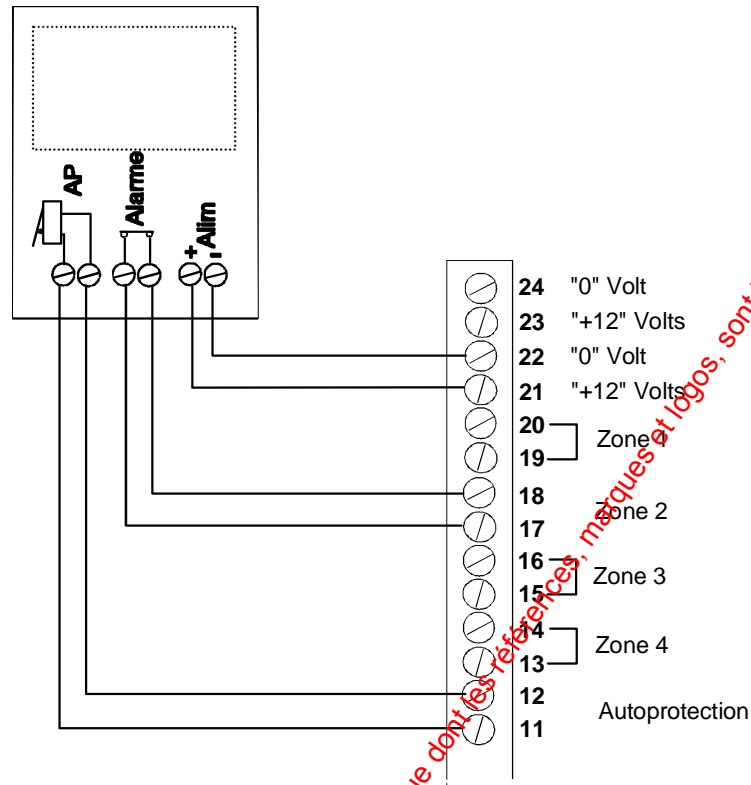 AP
Alarme
+
-
Alim
24 "0" Volt
23 "+12" Volts
22 "0" Volt
21 "+12" Volts
20
19
Zone 1
18
17
Zone 2
16
15
Zone 3
14
13
Zone 4
12
11
Autoprotection
que dont les références, marques et logos, sont